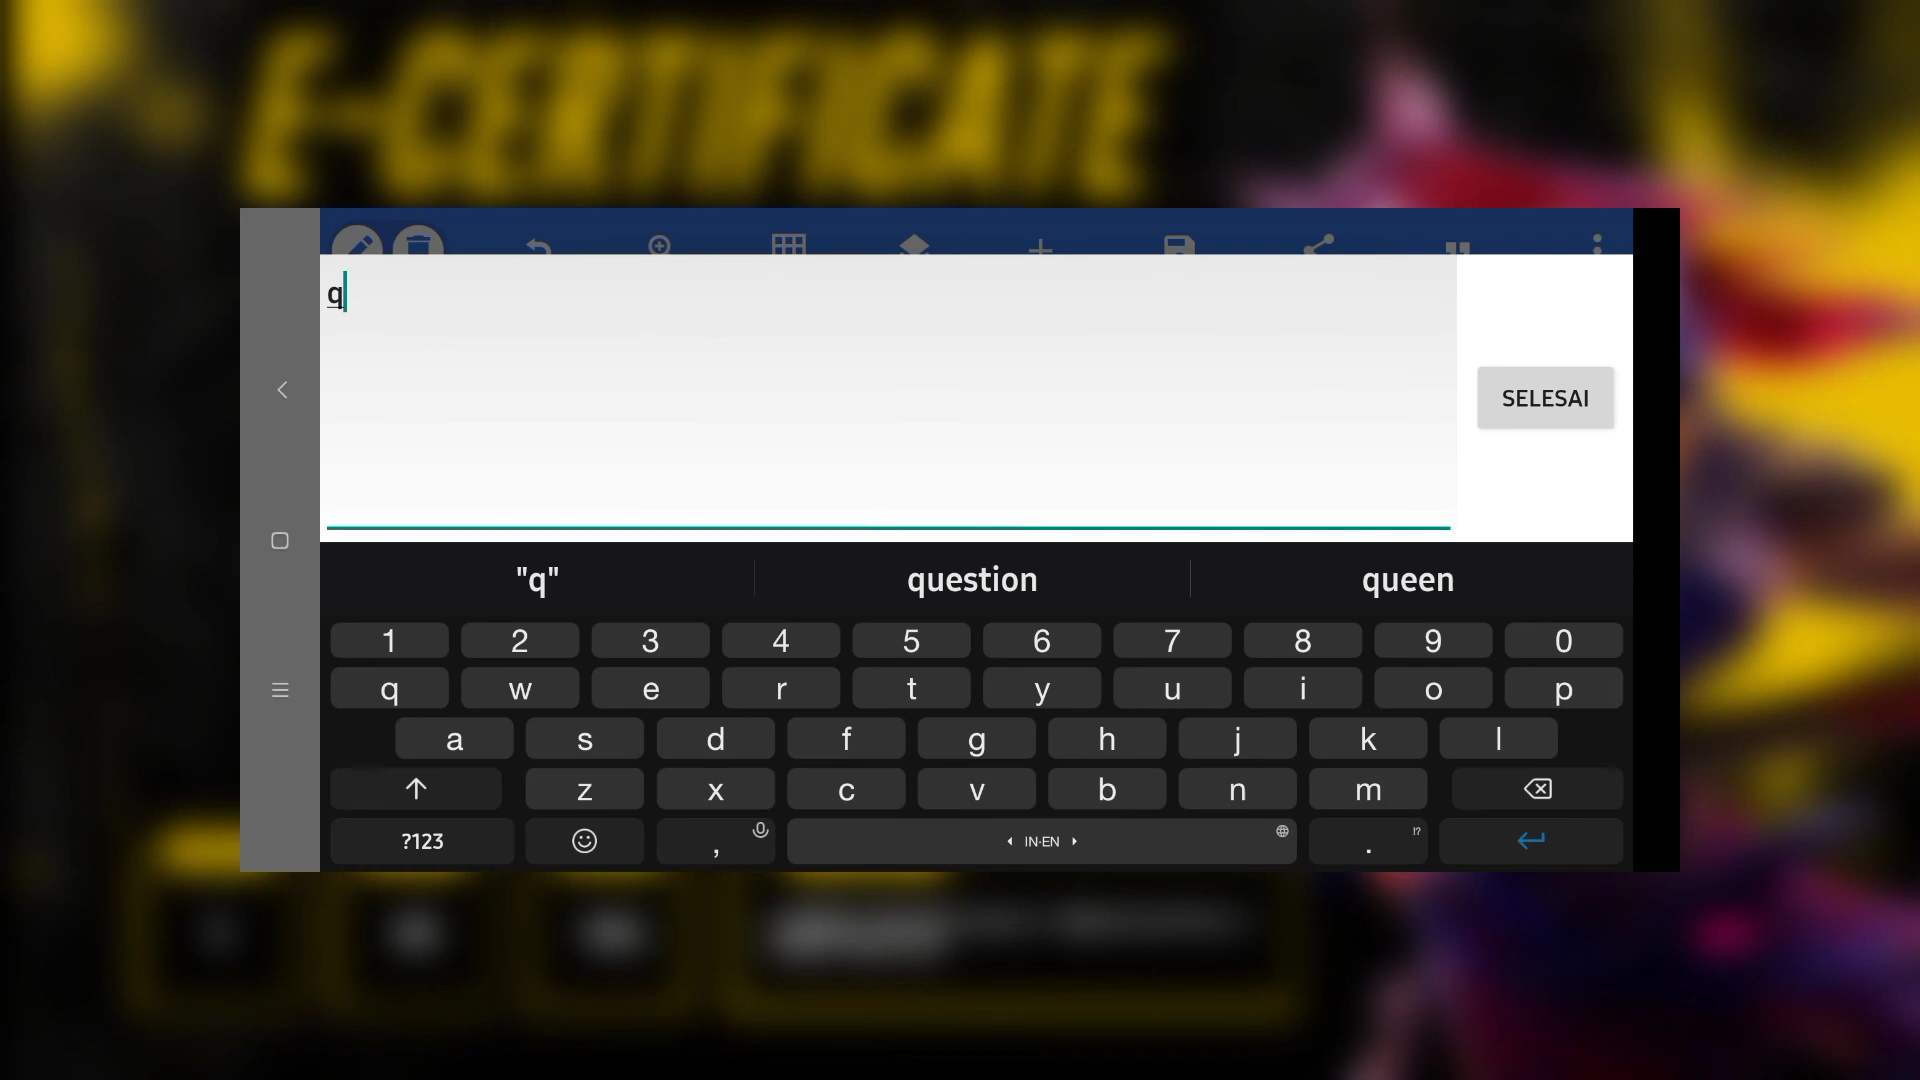 E-CERTIFICATE
q
SELESAI
"q" question queen
1 2 3 4 5 6 7 8 9 0
q w e r t y u i o p
a s d f g h j k l
z x c v b n m
?123 , IN·EN . !?